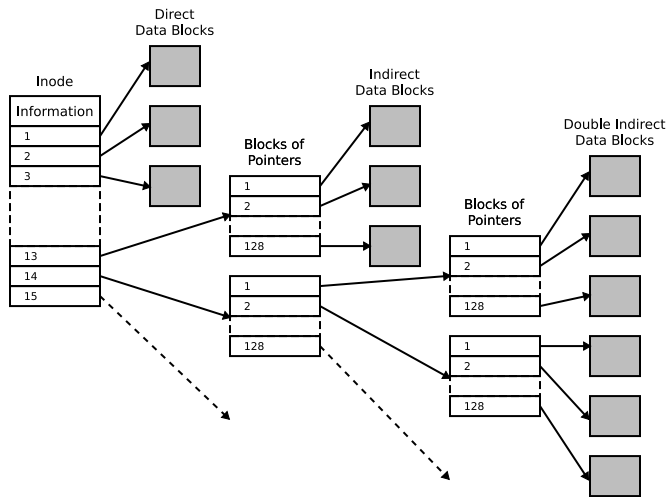 Direct
Data Blocks
Inode
Information
1
2
3
13
14
15
Indirect
Data Blocks
Blocks of
Pointers
1
2
128
1
2
128
Double Indirect
Data Blocks
Blocks of
Pointers
1
2
128
1
2
128